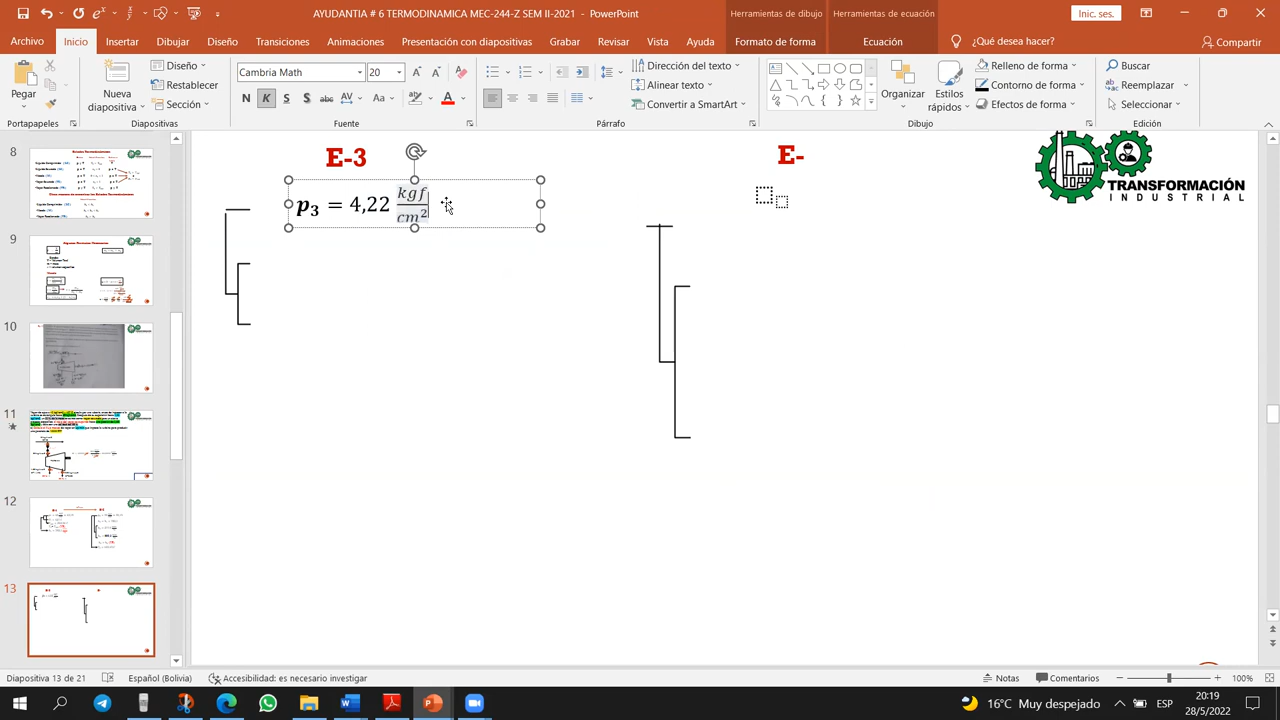 AYUDANTIA # 6 TERMODINAMICA MEC-244-Z SEM II-2021 - PowerPoint
Herramientas de dibujo
Herramientas de ecuación
Inic. ses.
Archivo Inicio Insertar Dibujar Diseño Transiciones Animaciones Presentación con diapositivas Grabar Revisar Vista Ayuda Formato de forma Ecuación ¿Qué desea hacer? Compartir
Pegar
Nueva diapositiva
Diseño
Restablecer
Sección
Cambria Math 20
N K S S abc AV Aa A
Dirección del texto
Alinear texto
Convertir a SmartArt
Organizar
Estilos rápidos
Relleno de forma
Contorno de forma
Efectos de forma
Buscar
Reemplazar
Seleccionar
Portapapeles Diapositivas Fuente Párrafo Dibujo Edición
8
9
10
11
12
13
E-3
E-
p₃ = 4,22 kgf/cm²
TRANSFORMACIÓN
INDUSTRIAL
Diapositiva 13 de 21 Español (Bolivia) Accesibilidad: es necesario investigar Notas Comentarios 100%
16°C Muy despejado ESP
20:19
28/5/2022